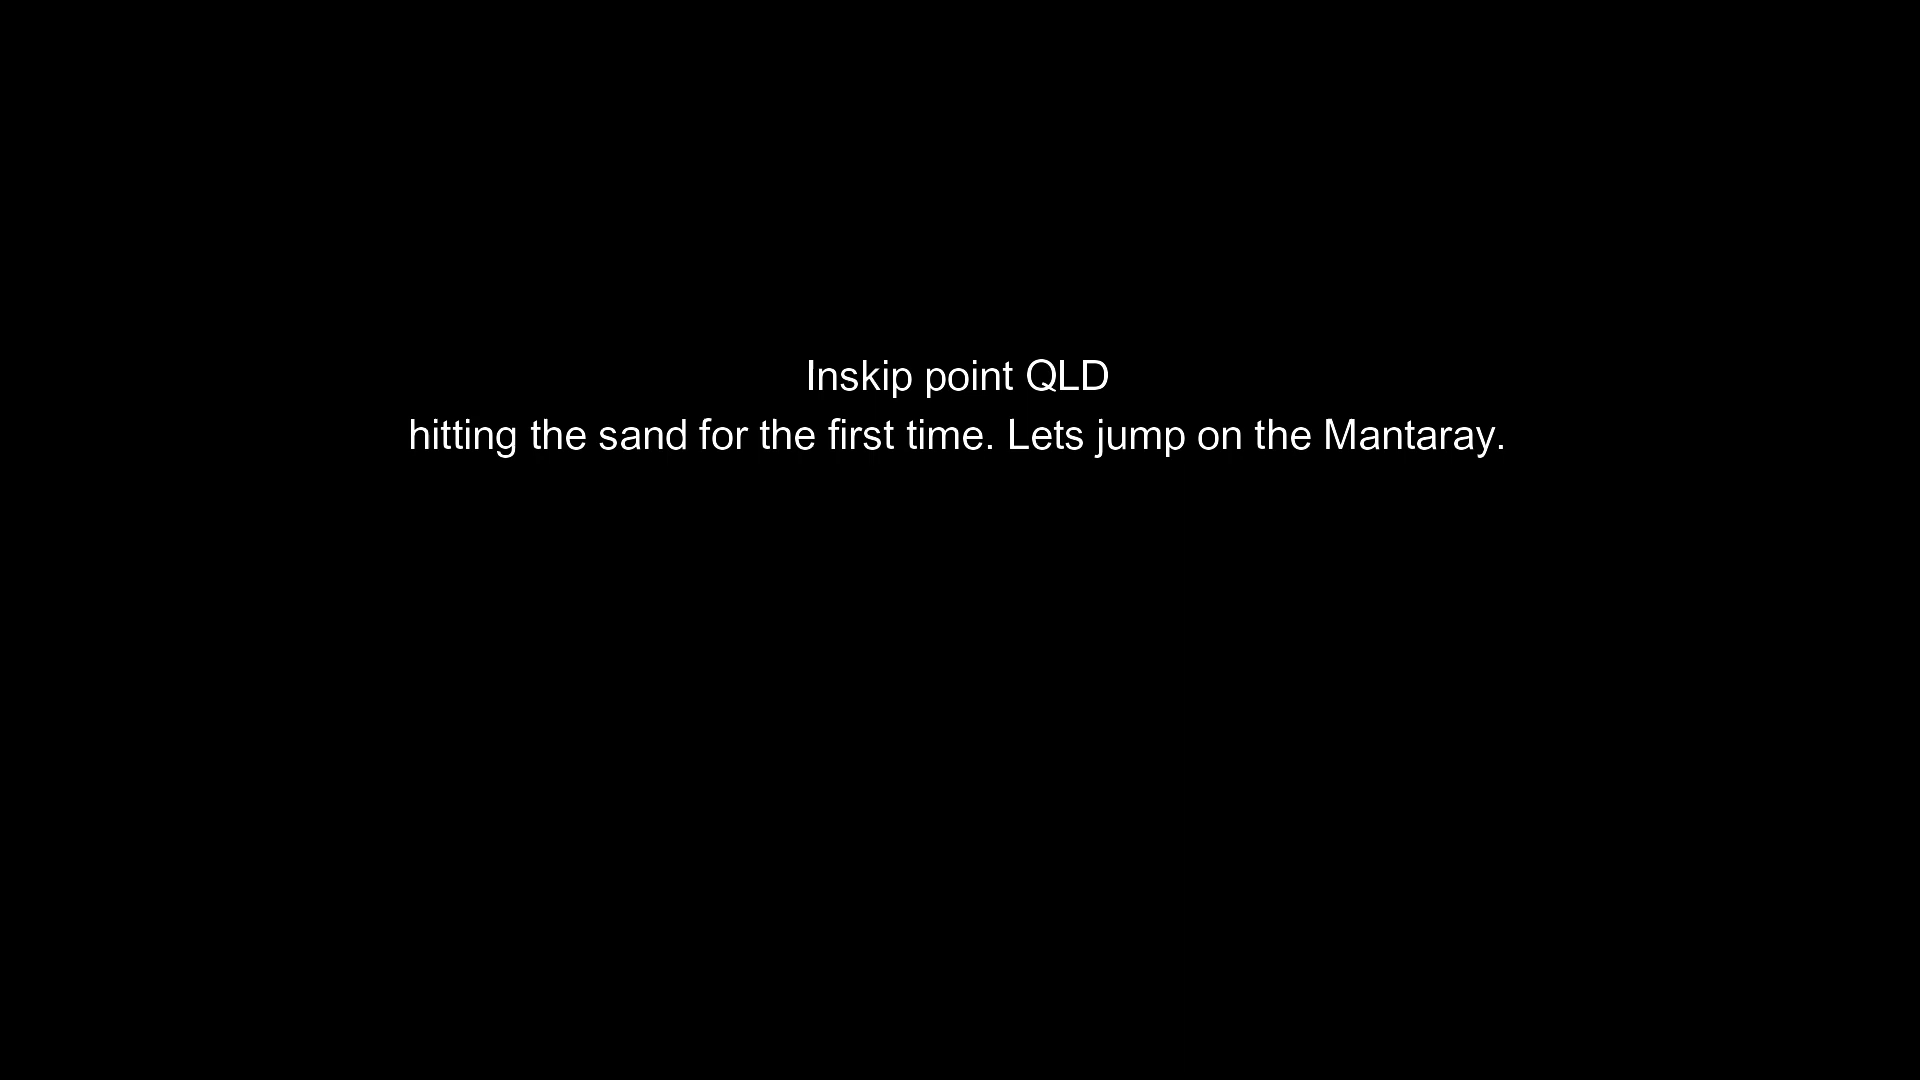 Inskip point QLD
hitting the sand for the first time. Lets jump on the Mantaray.